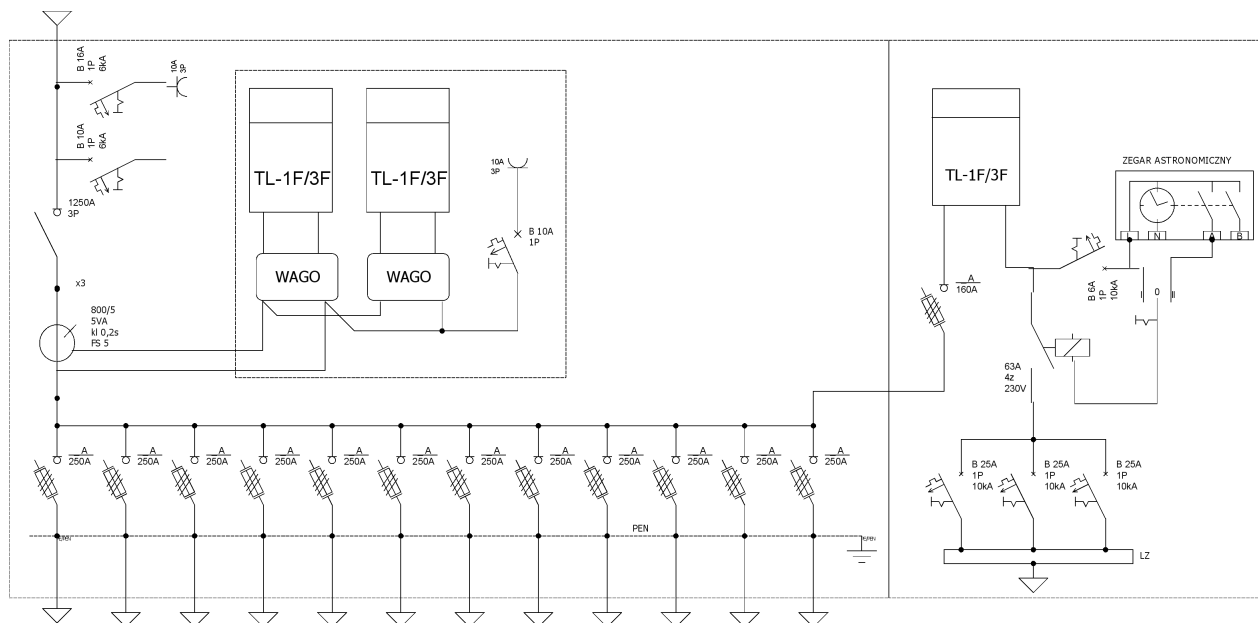 B 16A
1P
6kA
10A
3P
B 10A
1P
6kA
1250A
3P
x3
800/5
5VA
kl 0,2s
FS 5
TL-1F/3F
TL-1F/3F
WAGO
WAGO
10A
3P
B 10A
1P
A
250A
A
250A
A
250A
A
250A
A
250A
A
250A
A
250A
A
250A
A
250A
A
250A
A
250A
A
250A
PEN
TL-1F/3F
A
160A
ZEGAR ASTRONOMICZNY
L
N
A
B
B 6A
1P
10kA
0
63A
4z
230V
B 25A
1P
10kA
B 25A
1P
10kA
B 25A
1P
10kA
LZ